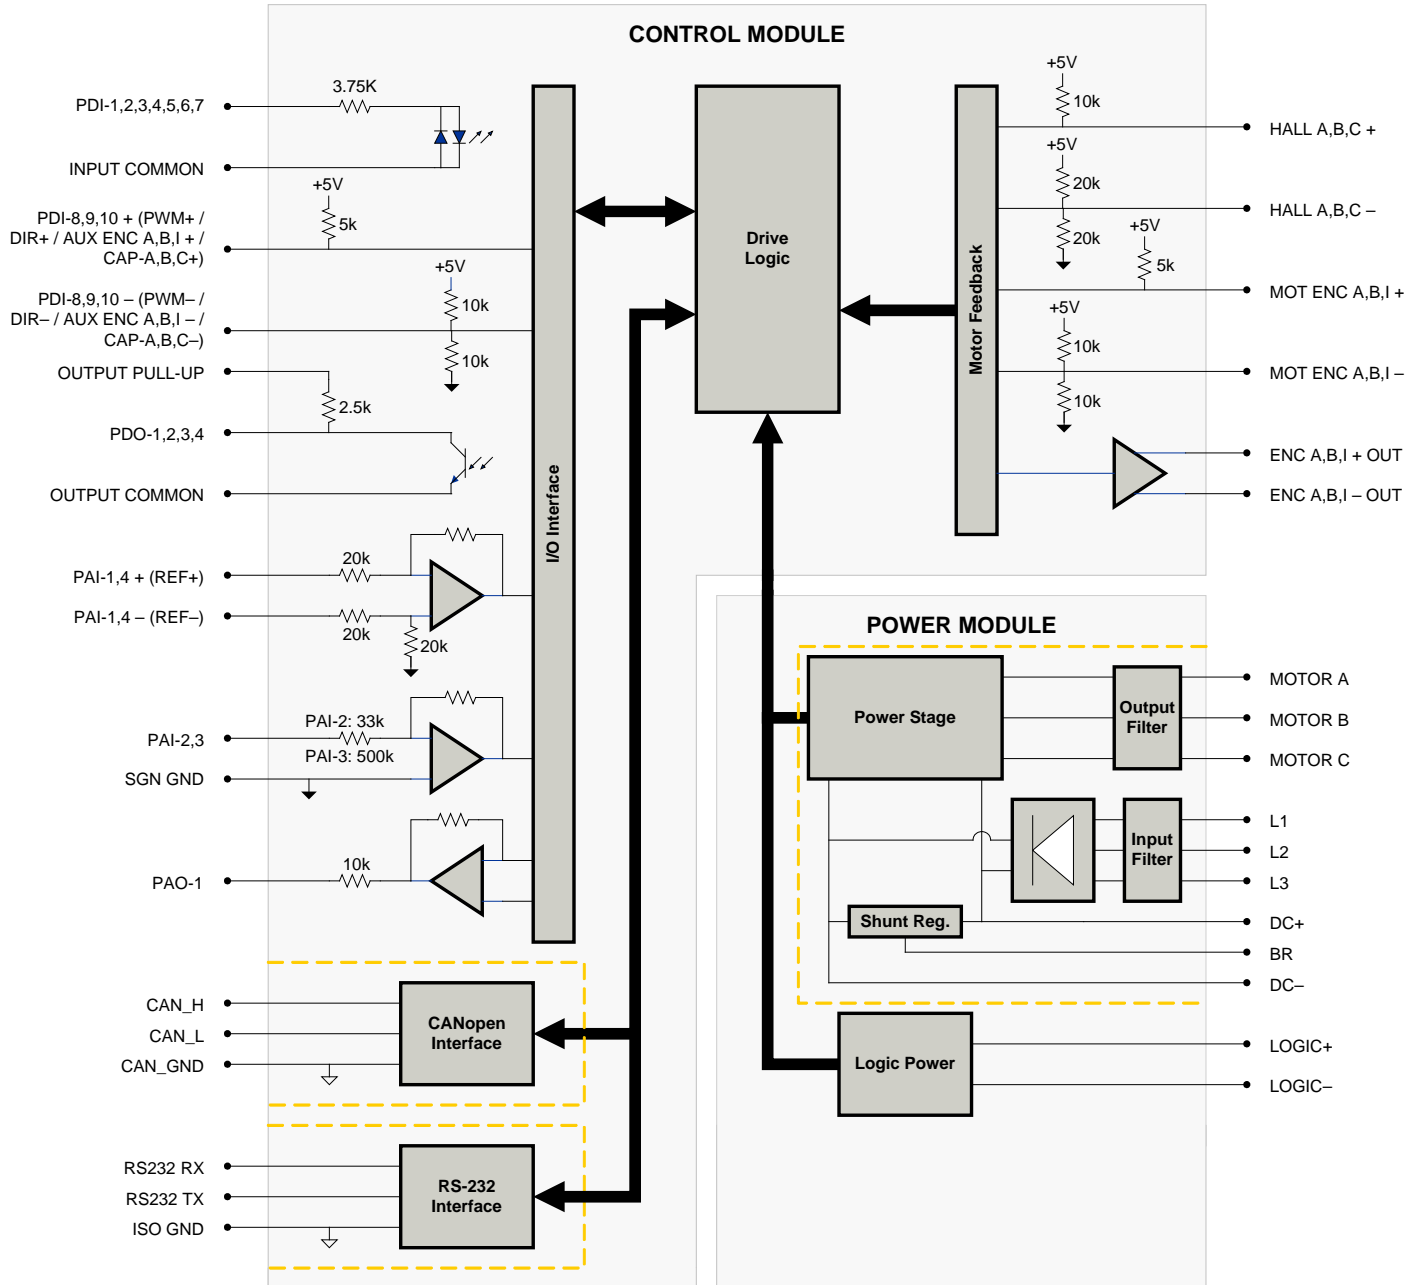 CONTROL MODULE
PDI-1,2,3,4,5,6,7
3.75K
INPUT COMMON
+5V
5k
PDI-8,9,10 + (PWM+ /
DIR+ / AUX ENC A,B,I + /
CAP-A,B,C+)
+5V
10k
10k
PDI-8,9,10 – (PWM– /
DIR– / AUX ENC A,B,I – /
CAP-A,B,C–)
OUTPUT PULL-UP
2.5k
PDO-1,2,3,4
OUTPUT COMMON
PAI-1,4 + (REF+)
20k
PAI-1,4 – (REF–)
20k
20k
PAI-2: 33k
PAI-2,3
PAI-3: 500k
SGN GND
10k
PAO-1
I/O Interface
Drive
Logic
Motor Feedback
+5V
10k
HALL A,B,C +
+5V
20k
HALL A,B,C –
20k
+5V
5k
MOT ENC A,B,I +
+5V
10k
MOT ENC A,B,I –
10k
ENC A,B,I + OUT
ENC A,B,I – OUT
CAN_H
CAN_L
CAN_GND
CANopen
Interface
RS232 RX
RS232 TX
ISO GND
RS-232
Interface
POWER MODULE
Power Stage
Output
Filter
MOTOR A
MOTOR B
MOTOR C
Input
Filter
L1
L2
L3
Shunt Reg.
DC+
BR
DC–
Logic Power
LOGIC+
LOGIC–